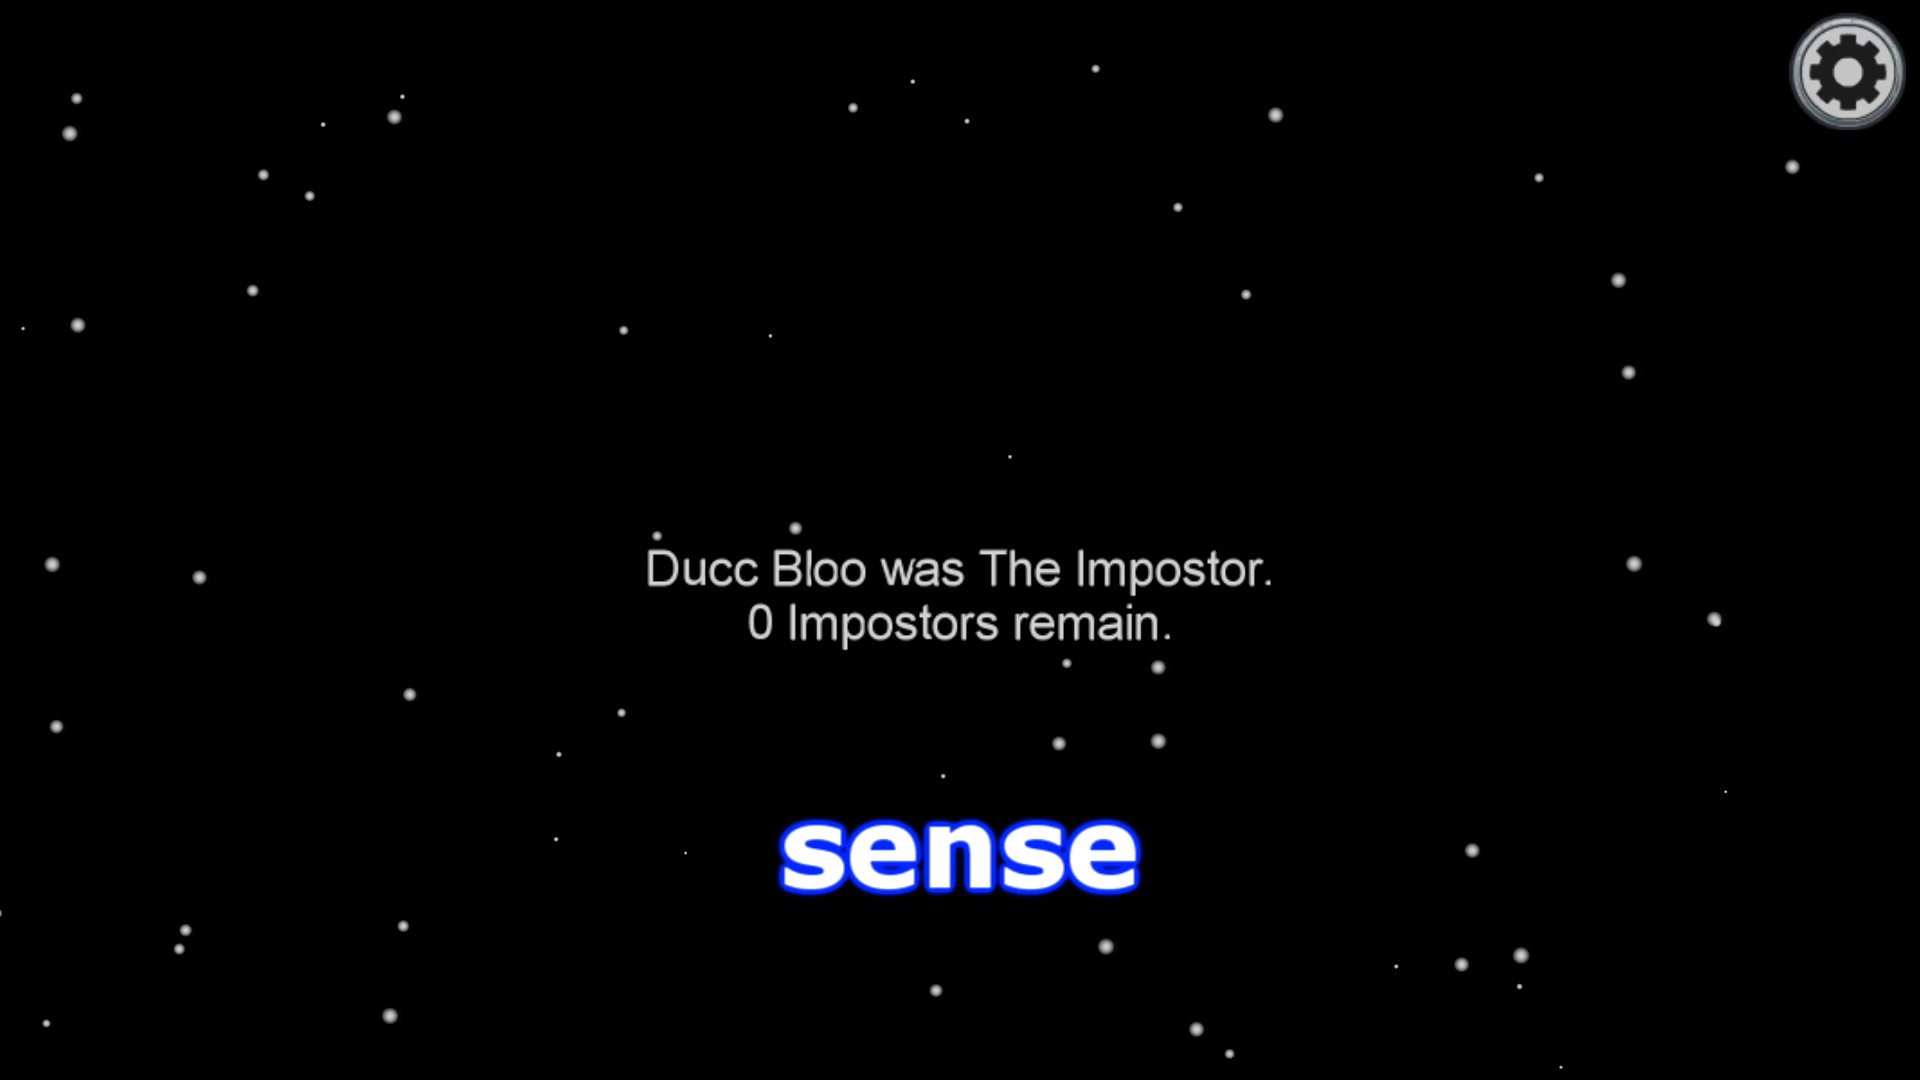 Ducc Bloo was The Impostor.
0 Impostors remain.
sense